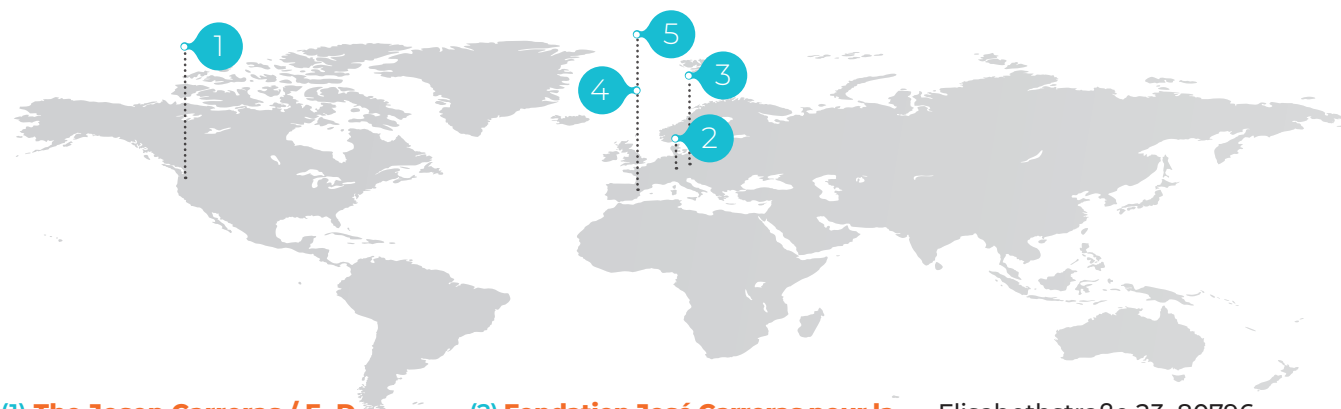 1
5
3
4
2
(1) The Josep Carreras / E. D.
(2) Fondation José Carreras pour la
Elisabethstraße 23, 80796